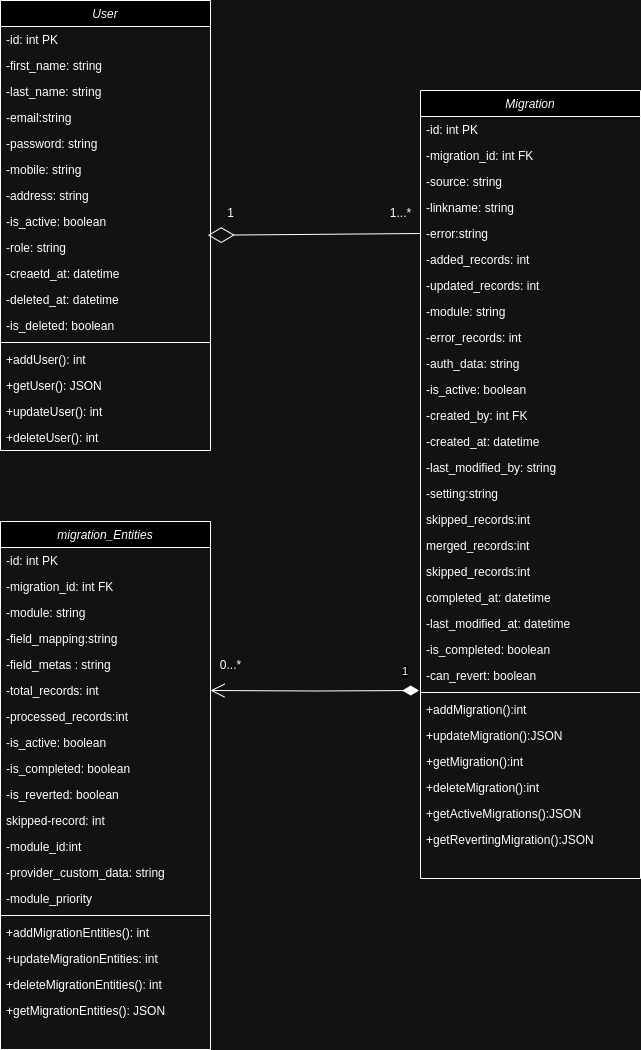 User
-id: int PK
-first_name: string
-last_name: string
-email:string
-password: string
-mobile: string
-address: string
-is_active: boolean
-role: string
-creaetd_at: datetime
-deleted_at: datetime
-is_deleted: boolean
+addUser(): int
+getUser(): JSON
+updateUser(): int
+deleteUser(): int
1
1...*
Migration
-id: int PK
-migration_id: int FK
-source: string
-linkname: string
-error:string
-added_records: int
-updated_records: int
-module: string
-error_records: int
-auth_data: string
-is_active: boolean
-created_by: int FK
-created_at: datetime
-last_modified_by: string
-setting:string
skipped_records:int
merged_records:int
skipped_records:int
completed_at: datetime
-last_modified_at: datetime
-is_completed: boolean
-can_revert: boolean
+addMigration():int
+updateMigration():JSON
+getMigration():int
+deleteMigration():int
+getActiveMigrations():JSON
+getRevertingMigration():JSON
0...*
1
migration_Entities
-id: int PK
-migration_id: int FK
-module: string
-field_mapping:string
-field_metas : string
-total_records: int
-processed_records:int
-is_active: boolean
-is_completed: boolean
-is_reverted: boolean
skipped-record: int
-module_id:int
-provider_custom_data: string
-module_priority
+addMigrationEntities(): int
+updateMigrationEntities: int
+deleteMigrationEntities(): int
+getMigrationEntities(): JSON